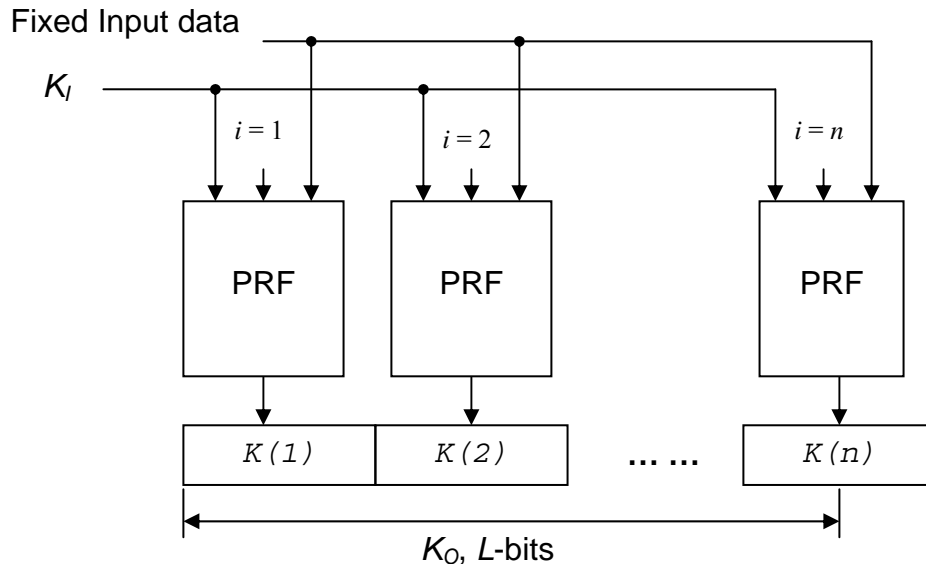 Fixed Input data
K_I
i = 1
i = 2
i = n
PRF
PRF
PRF
K(1)
K(2)
... ...
K(n)
K_O, L-bits